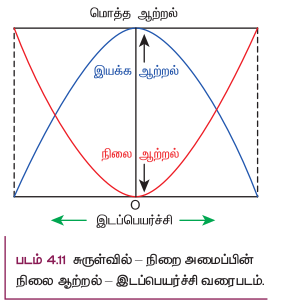 மொத்த ஆற்றல்
இயக்க ஆற்றல்
நிலை ஆற்றல்
O
இடப்பெயர்ச்சி
படம் 4.11 சுருள்வில் – நிறை அமைப்பின்
நிலை ஆற்றல் – இடப்பெயர்ச்சி வரைபடம்.